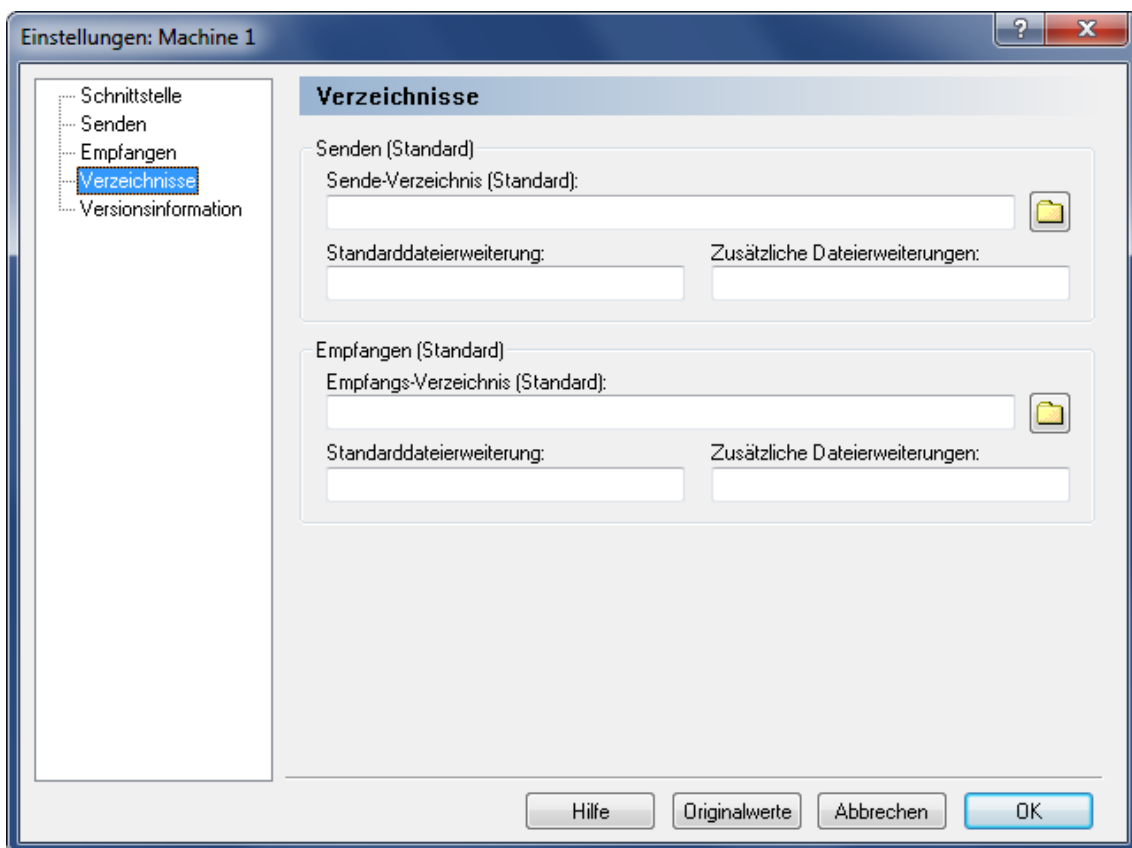 Einstellungen: Machine 1
Schnittstelle
Senden
Empfangen
Verzeichnisse
Versionsinformation
Verzeichnisse
Senden (Standard)
Sende-Verzeichnis (Standard):
Standarddateierweiterung: Zusätzliche Dateierweiterungen:
Empfangen (Standard)
Empfangs-Verzeichnis (Standard):
Standarddateierweiterung: Zusätzliche Dateierweiterungen:
Hilfe Originalwerte Abbrechen OK